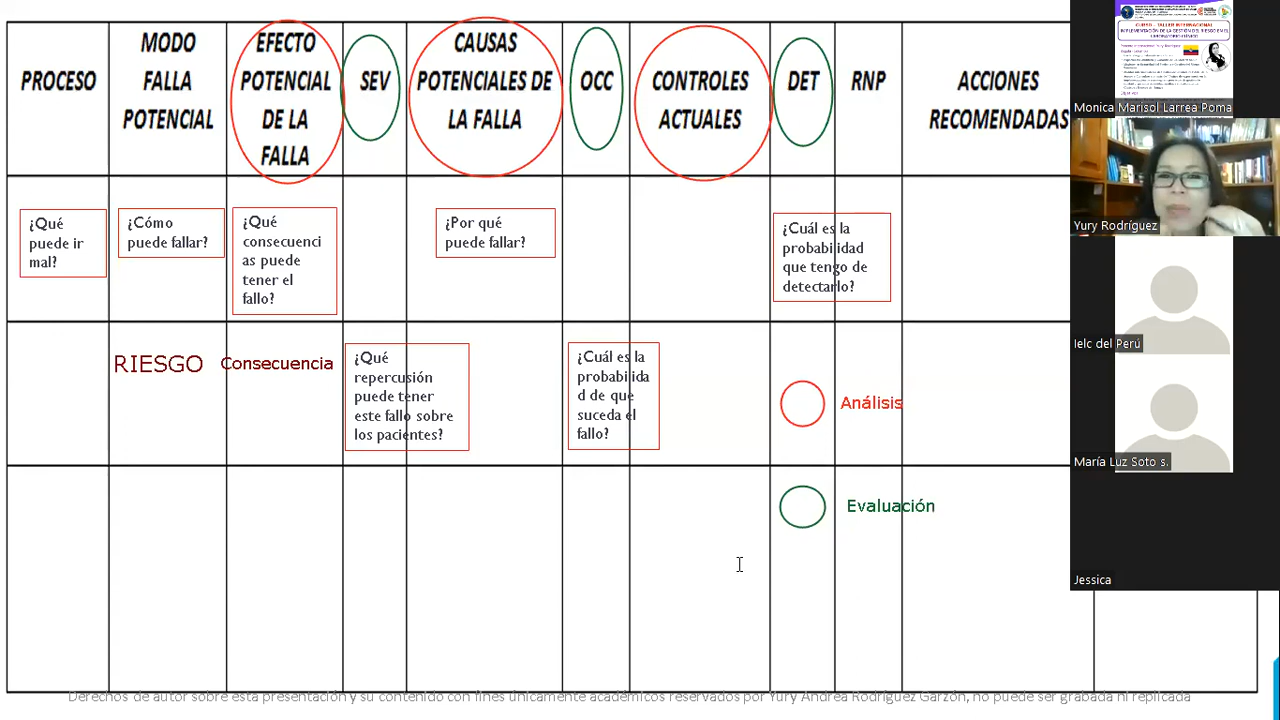 PROCESO
MODO
FALLA
POTENCIAL
EFECTO
POTENCIAL
DE LA
FALLA
SEV
CAUSAS
POTENCIALES DE
LA FALLA
OCC
CONTROLES
ACTUALES
DET
RNP
ACCIONES
RECOMENDADAS
¿Qué
puede ir
mal?
¿Cómo
puede fallar?
¿Qué
consecuenci
as puede
tener el
fallo?
¿Por qué
puede fallar?
¿Cuál es la
probabilidad
que tengo de
detectarlo?
RIESGO
Consecuencia
¿Qué
repercusión
puede tener
este fallo sobre
los pacientes?
¿Cuál es la
probabilida
d de que
suceda el
fallo?
Análisis
Evaluación
Derechos de autor sobre esta presentación y su contenido con fines únicamente académicos reservados por Yury Andrea Rodríguez Garzón, no puede ser grabada ni replicada
CURSO - TALLER INTERNACIONAL
Monica Marisol Larrea Poma
Yury Rodríguez
Ielc del Perú
María Luz Soto s.
Jessica